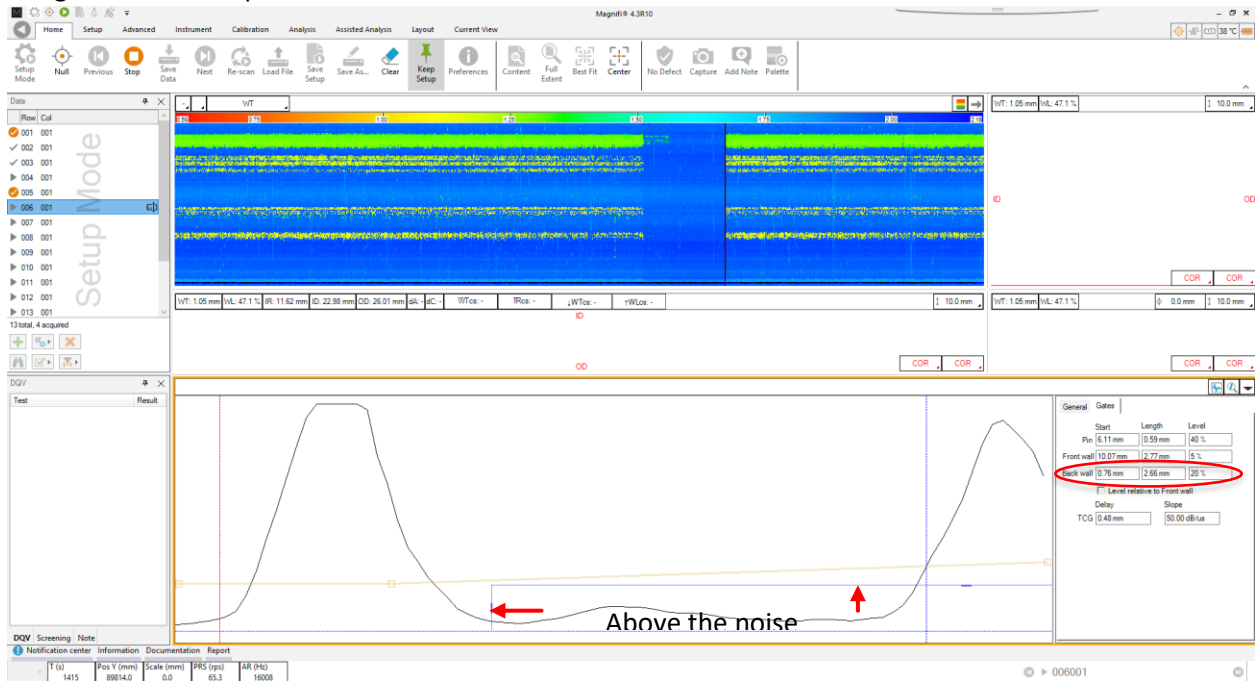 Magnifi® 4.3R10
Home Setup Advanced Instrument Calibration Analysis Assisted Analysis Layout Current View
38 °C
Setup Mode Null Previous Stop Save Data Next Re-scan Load File Save Setup Save As... Clear Keep Setup Preferences Content Full Extent Best Fit Center No Defect Capture Add Note Palette
Data
Row Col
001 001
002 001
003 001
004 001
005 001
006 001
007 001
008 001
009 001
010 001
011 001
012 001
013 001
Setup Mode
13 total, 4 acquired
- WT
0.59 0.75 1.00 1.25 1.50 1.75 2.00
WT: 1.05 mm WL: 47.1 % 10.0 mm
ID OD
COR COR
WT: 1.05 mm WL: 47.1 % IR: 11.62 mm ID: 22.98 mm OD: 26.01 mm dA: - dC: - WTcs: - IRcs: - ↓WTcs: - ↑WLcs: - 10.0 mm
ID
OD
COR COR
WT: 1.05 mm WL: 47.1 % 0.0 mm 10.0 mm
COR COR
DQV
Test Result
General Gates
Start Length Level
Pin 6.11 mm 0.59 mm 40 %
Front wall 10.07 mm 2.77 mm 5 %
Back wall 0.76 mm 2.66 mm 20 %
Level relative to Front wall
Delay Slope
TCG 0.48 mm 50.00 dB/us
Above the noise
DQV Screening Note
Notification center Information Documentation Report
T (s) Pos Y (mm) Scale (mm) PRS (rps) AR (Hz)
1415 89814.0 0.0 65.3 16008
006001